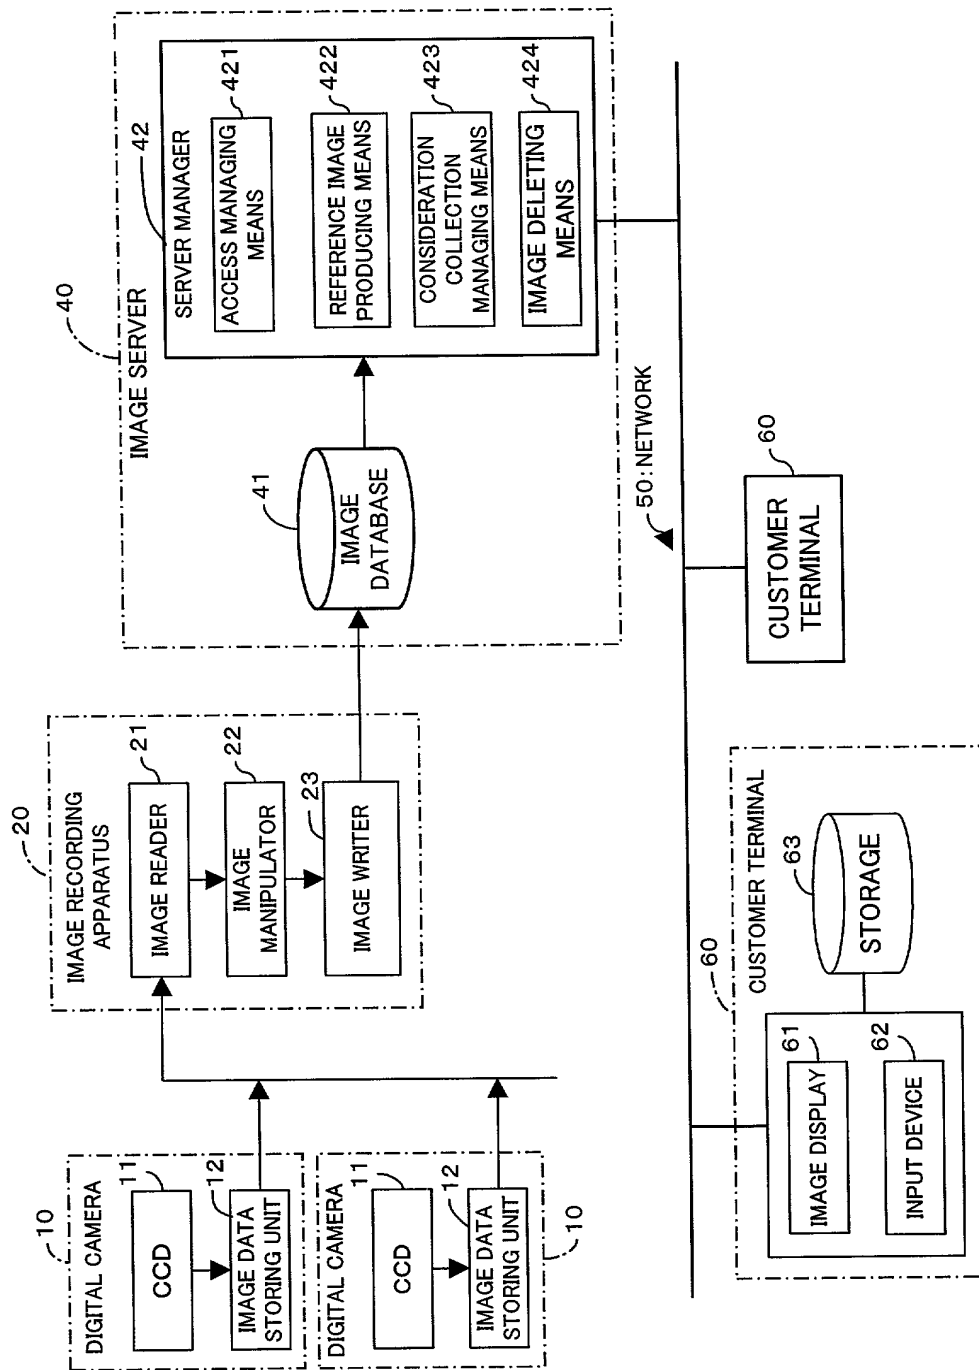 10
DIGITAL CAMERA
11
CCD
12
IMAGE DATA
STORING UNIT
DIGITAL CAMERA
11
CCD
12
IMAGE DATA
STORING UNIT
10
20
IMAGE RECORDING
APPARATUS
21
IMAGE READER
22
IMAGE
MANIPULATOR
23
IMAGE WRITER
40
IMAGE SERVER
41
IMAGE
DATABASE
42
SERVER MANAGER
421
ACCESS MANAGING
MEANS
422
REFERENCE IMAGE
PRODUCING MEANS
423
CONSIDERATION
COLLECTION
MANAGING MEANS
424
IMAGE DELETING
MEANS
50:NETWORK
60
CUSTOMER TERMINAL
61
IMAGE DISPLAY
62
INPUT DEVICE
63
STORAGE
60
CUSTOMER
TERMINAL